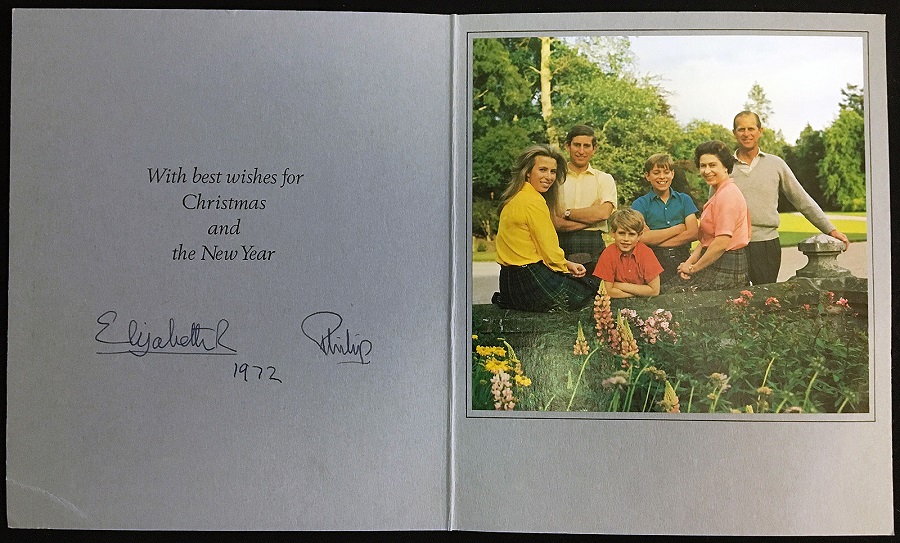 With best wishes for
Christmas
and
the New Year
Elizabeth R Philip
1972